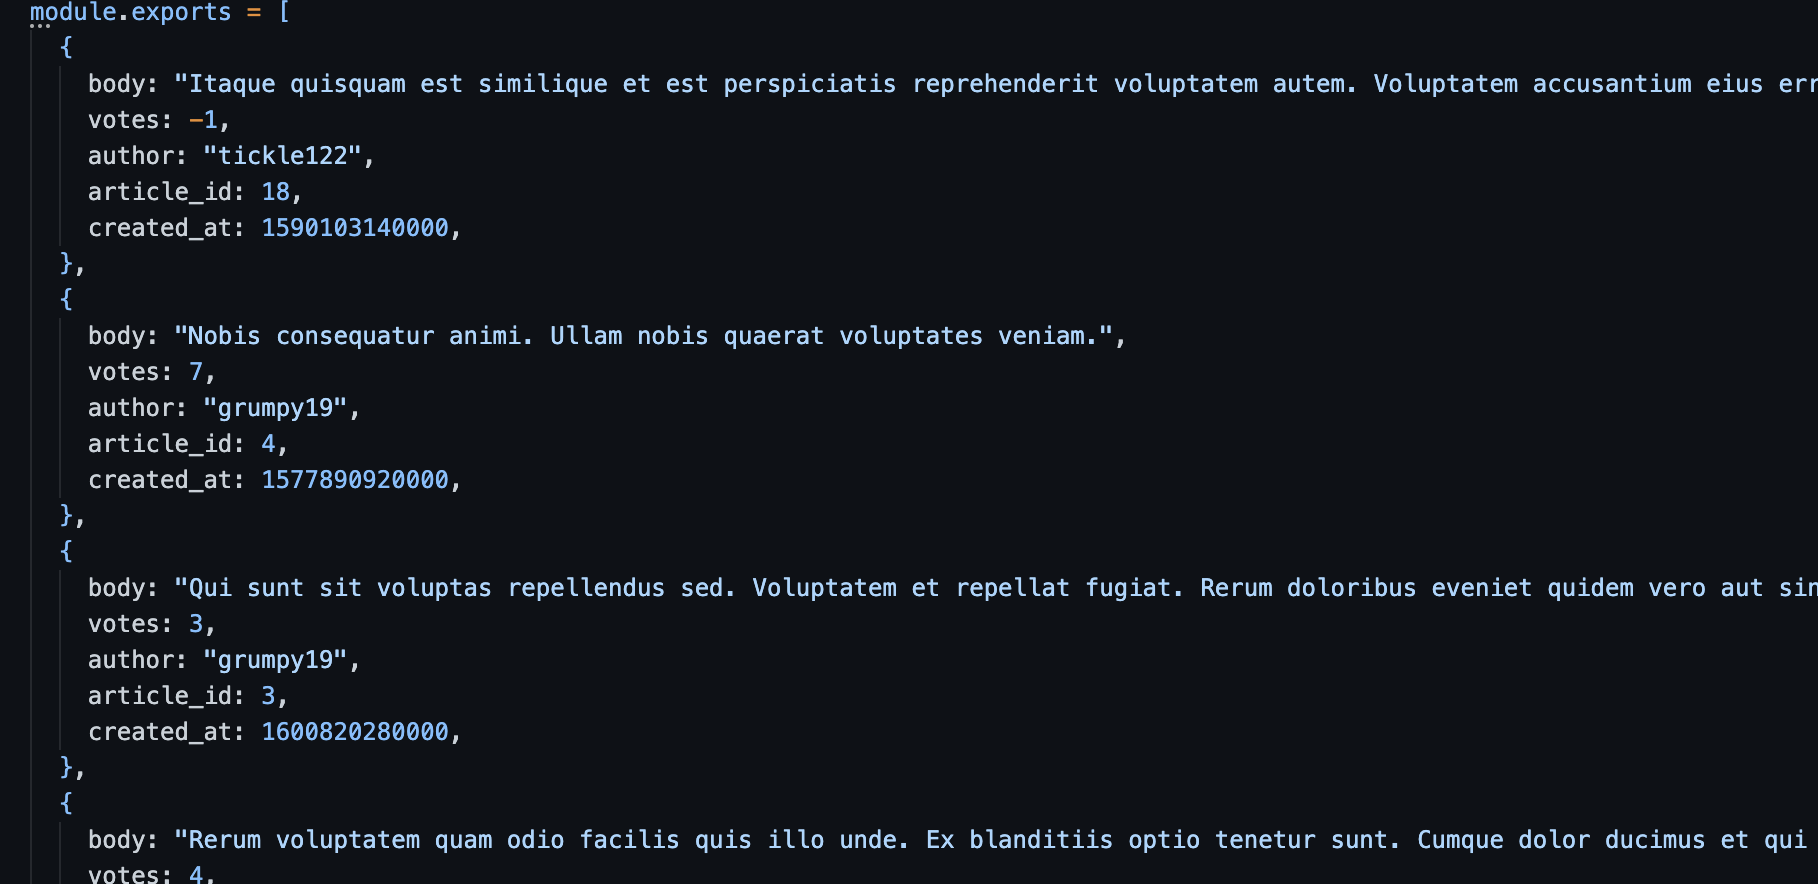 module.exports = [
{
body: "Itaque quisquam est similique et est perspiciatis reprehenderit voluptatem autem. Voluptatem accusantium eius
votes: -1,
author: "tickle122",
article_id: 18,
created_at: 1590103140000,
},
{
body: "Nobis consequatur animi. Ullam nobis quaerat voluptates veniam.",
votes: 7,
author: "grumpy19",
article_id: 4,
created_at: 1577890920000,
},
{
body: "Qui sunt sit voluptas repellendus sed. Voluptatem et repellat fugiat. Rerum doloribus eveniet quidem vero aut
votes: 3,
author: "grumpy19",
article_id: 3,
created_at: 1600820280000,
},
{
body: "Rerum voluptatem quam odio facilis quis illo unde. Ex blanditiis optio tenetur sunt. Cumque dolor ducimus et qui
votes: 4,